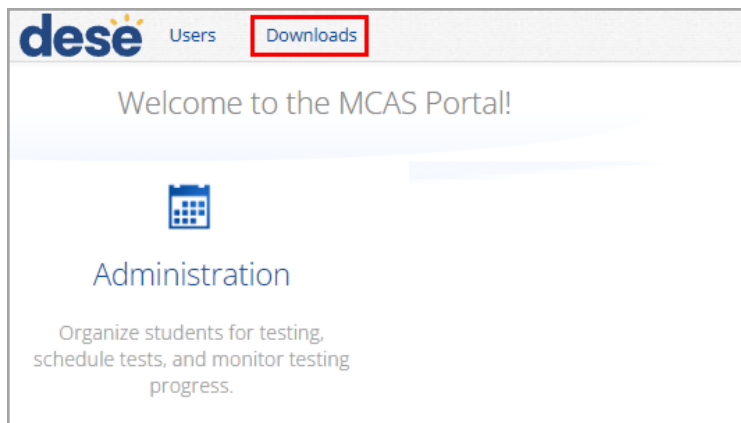 dese Users Downloads
Welcome to the MCAS Portal!
Administration
Organize students for testing,
schedule tests, and monitor testing
progress.